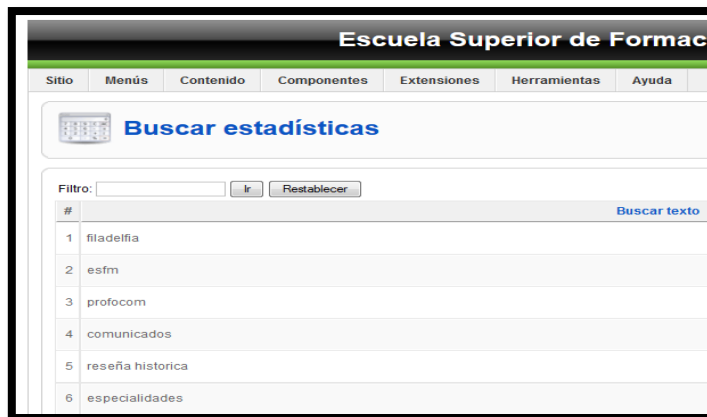 Escuela Superior de Formac
Sitio Menús Contenido Componentes Extensiones Herramientas Ayuda
Buscar estadísticas
Filtro: Ir Restablecer
# Buscar texto
1 filadelfia
2 esfm
3 profocom
4 comunicados
5 reseña historica
6 especialidades